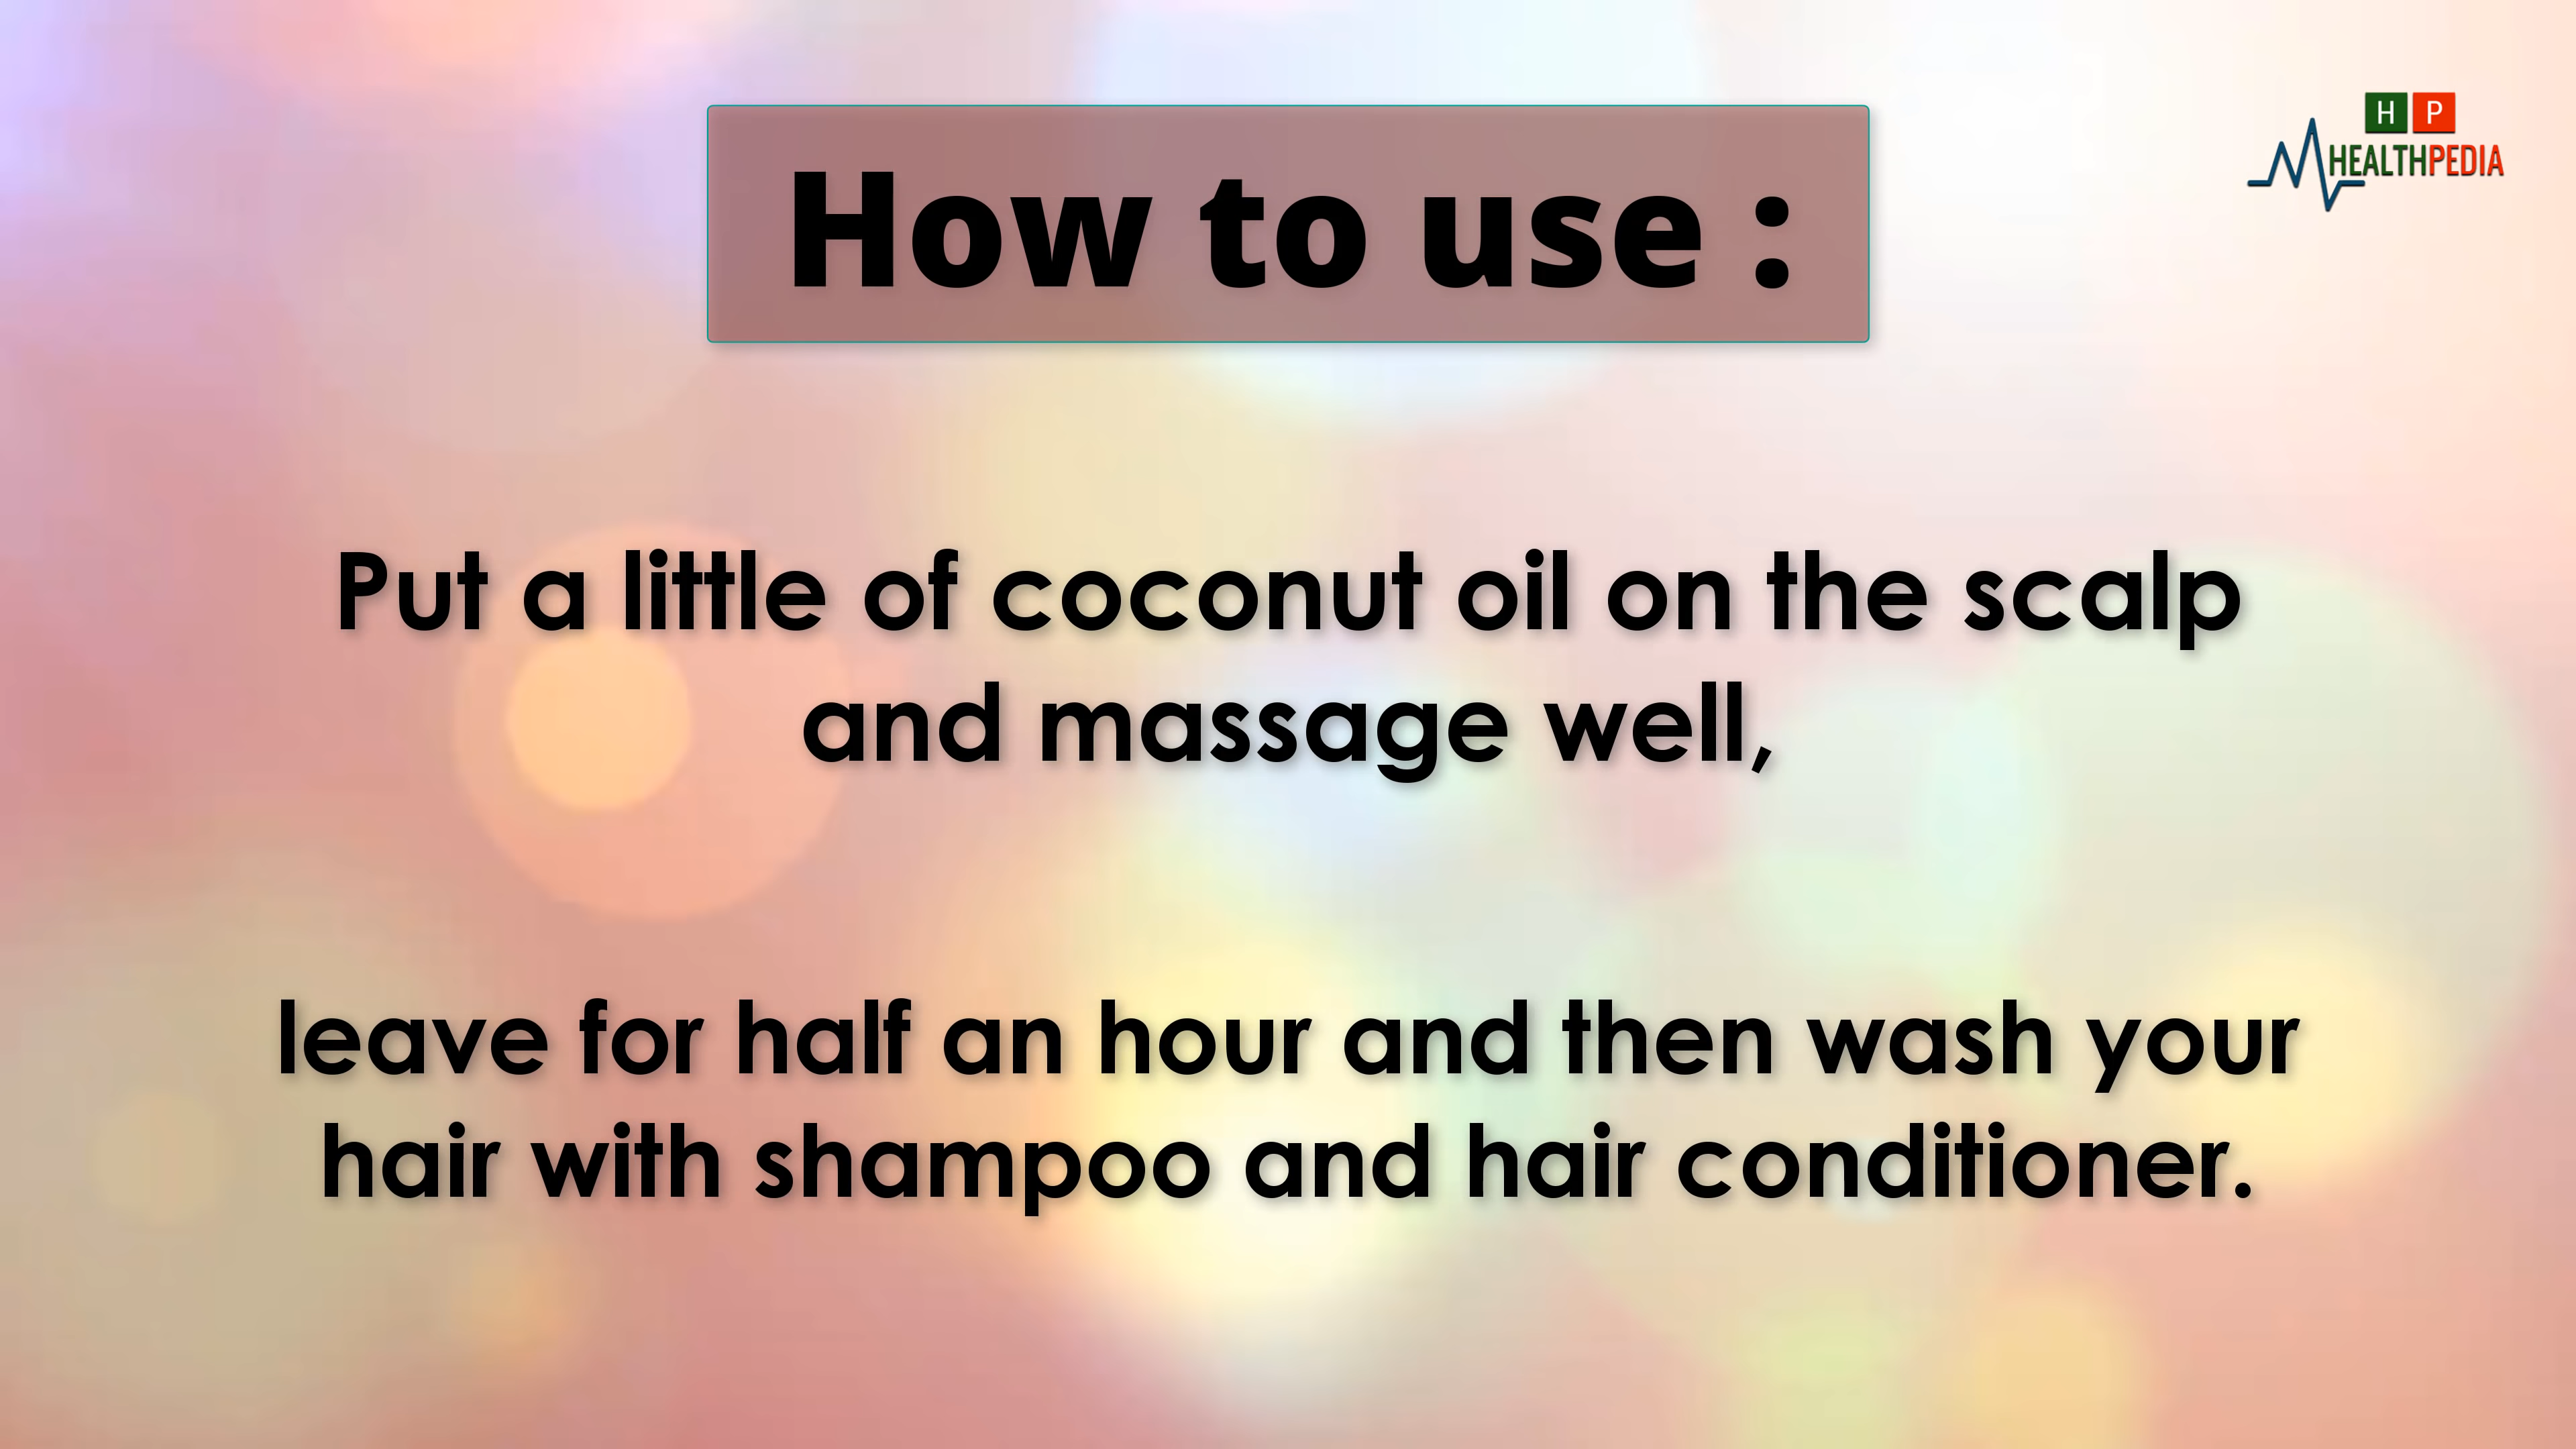 H P
HEALTHPEDIA
How to use :
Put a little of coconut oil on the scalp
and massage well,
leave for half an hour and then wash your
hair with shampoo and hair conditioner.